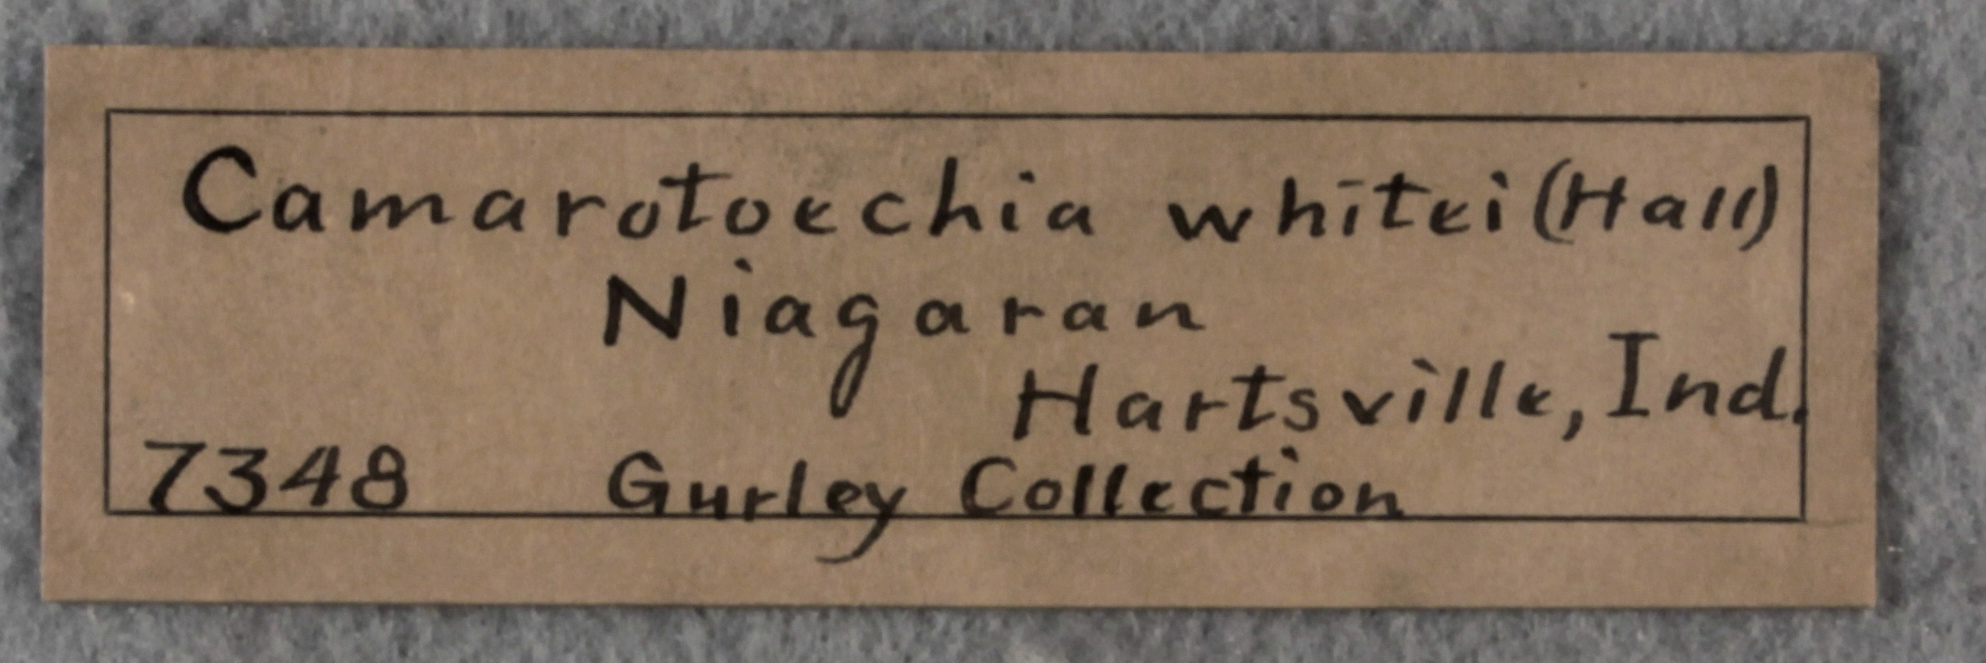 Camarotoechia whitei (Hall)
Niagaran
Hartsville, Ind.
7348 Gurley Collection